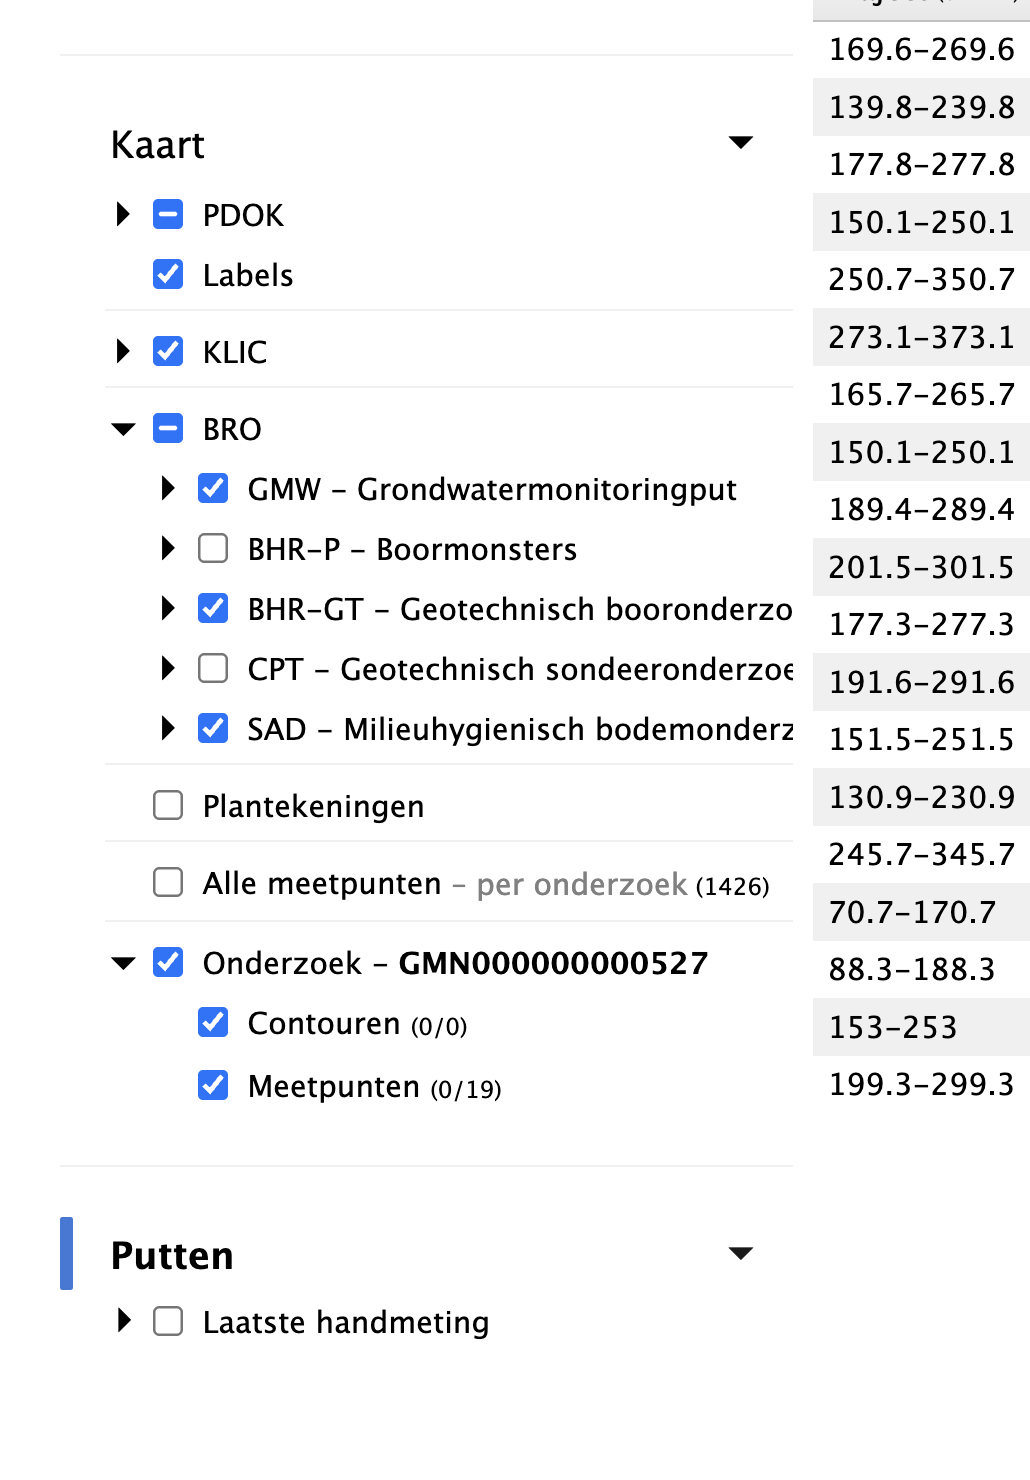 Kaart
PDOK
Labels
KLIC
BRO
GMW – Grondwatermonitoringput
BHR-P – Boormonsters
BHR-GT – Geotechnisch booronderzo
CPT – Geotechnisch sondeeronderzoe
SAD – Milieuhygienisch bodemonderz
Plantekeningen
Alle meetpunten – per onderzoek (1426)
Onderzoek – GMN000000000527
Contouren (0/0)
Meetpunten (0/19)
Putten
Laatste handmeting
169.6–269.6
139.8–239.8
177.8–277.8
150.1–250.1
250.7–350.7
273.1–373.1
165.7–265.7
150.1–250.1
189.4–289.4
201.5–301.5
177.3–277.3
191.6–291.6
151.5–251.5
130.9–230.9
245.7–345.7
70.7–170.7
88.3–188.3
153–253
199.3–299.3